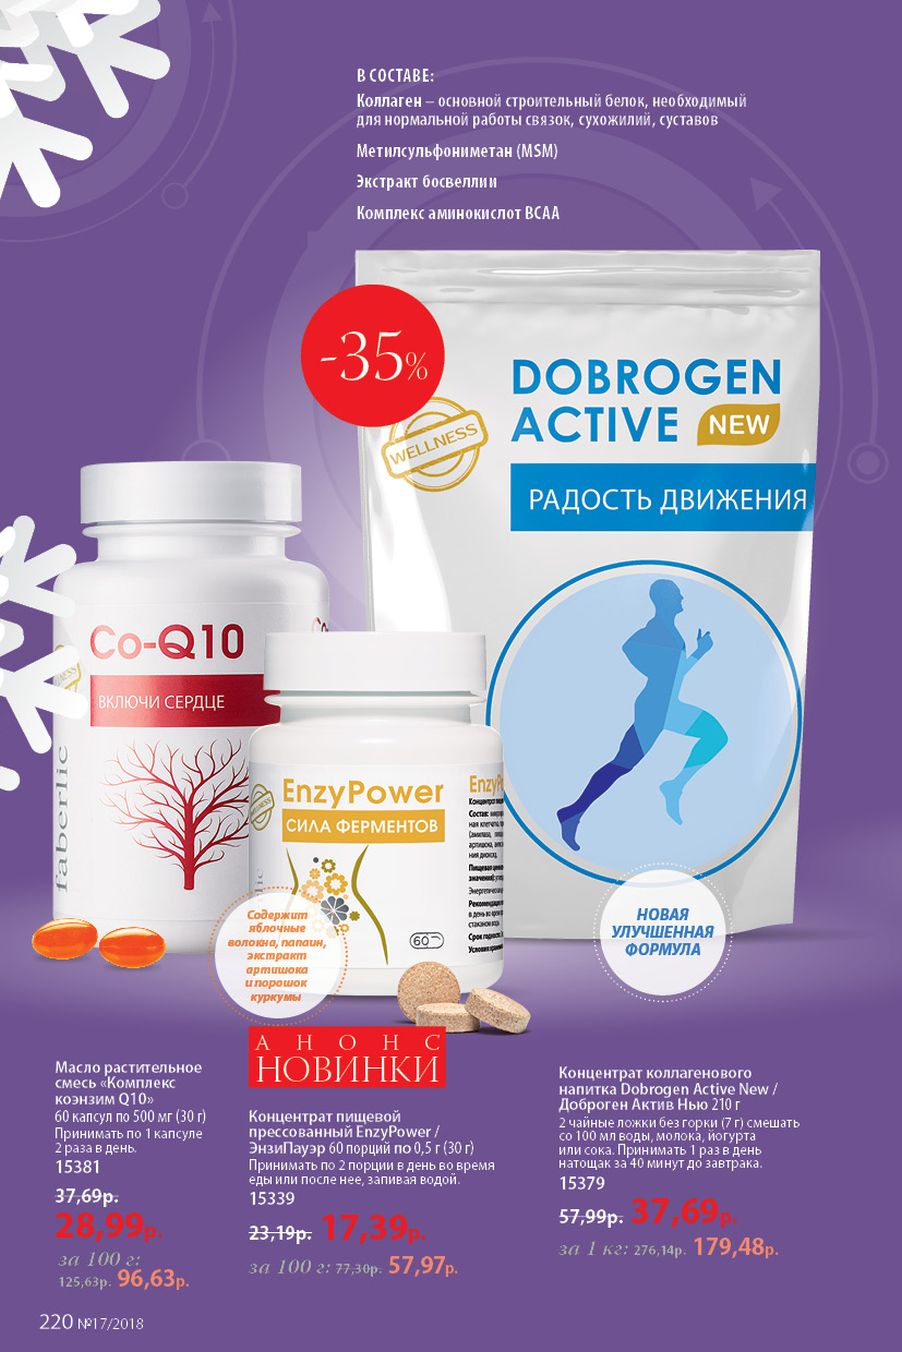 В СОСТАВЕ:
Коллаген – основной строительный белок, необходимый
для нормальной работы связок, сухожилий, суставов
Метилсульфониметан (MSM)
Экстракт босвеллии
Комплекс аминокислот BCAA
-35%
WELLNESS
DOBROGEN
ACTIVE NEW
РАДОСТЬ ДВИЖЕНИЯ
Co-Q10
ВКЛЮЧИ СЕРДЦЕ
faberlic
EnzyPower
СИЛА ФЕРМЕНТОВ
WELLNESS
60
Содержит
яблочные
волокна, папаин,
экстракт
артишока
и порошок
куркумы
НОВАЯ
УЛУЧШЕННАЯ
ФОРМУЛА
АНОНС
НОВИНКИ
Масло растительное
смесь «Комплекс
коэнзим Q10»
60 капсул по 500 мг (30 г)
Принимать по 1 капсуле
2 раза в день.
15381
37,69р.
28,99р.
за 100 г:
125,63р. 96,63р.
Концентрат пищевой
прессованный EnzyPower /
ЭнзиПауэр 60 порций по 0,5 г (30 г)
Принимать по 2 порции в день во время
еды или после нее, запивая водой.
15339
23,19р. 17,39р.
за 100 г: 77,30р. 57,97р.
Концентрат коллагенового
напитка Dobrogen Active New /
Доброген Актив Нью 210 г
2 чайные ложки без горки (7 г) смешать
со 100 мл воды, молока, йогурта
или сока. Принимать 1 раз в день
натощак за 40 минут до завтрака.
15379
57,99р. 37,69р.
за 1 кг: 276,14р. 179,48р.
220 №17/2018